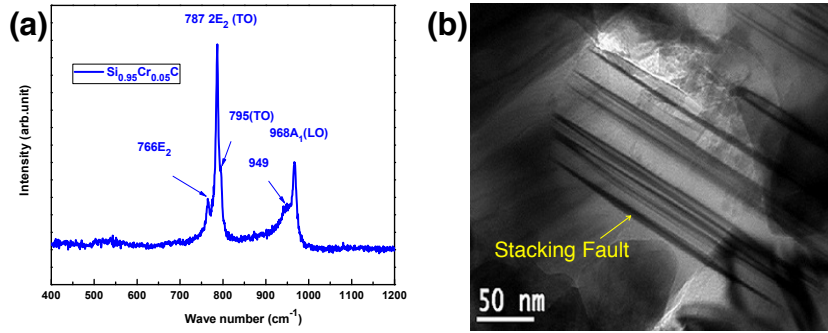 (a)
787 2E₂ (TO)
Si₀.₉₅Cr₀.₀₅C
795(TO)
968A₁(LO)
766E₂
949
Intensity (arb.unit)
400 500 600 700 800 900 1000 1100 1200
Wave number (cm⁻¹)
(b)
Stacking Fault
50 nm